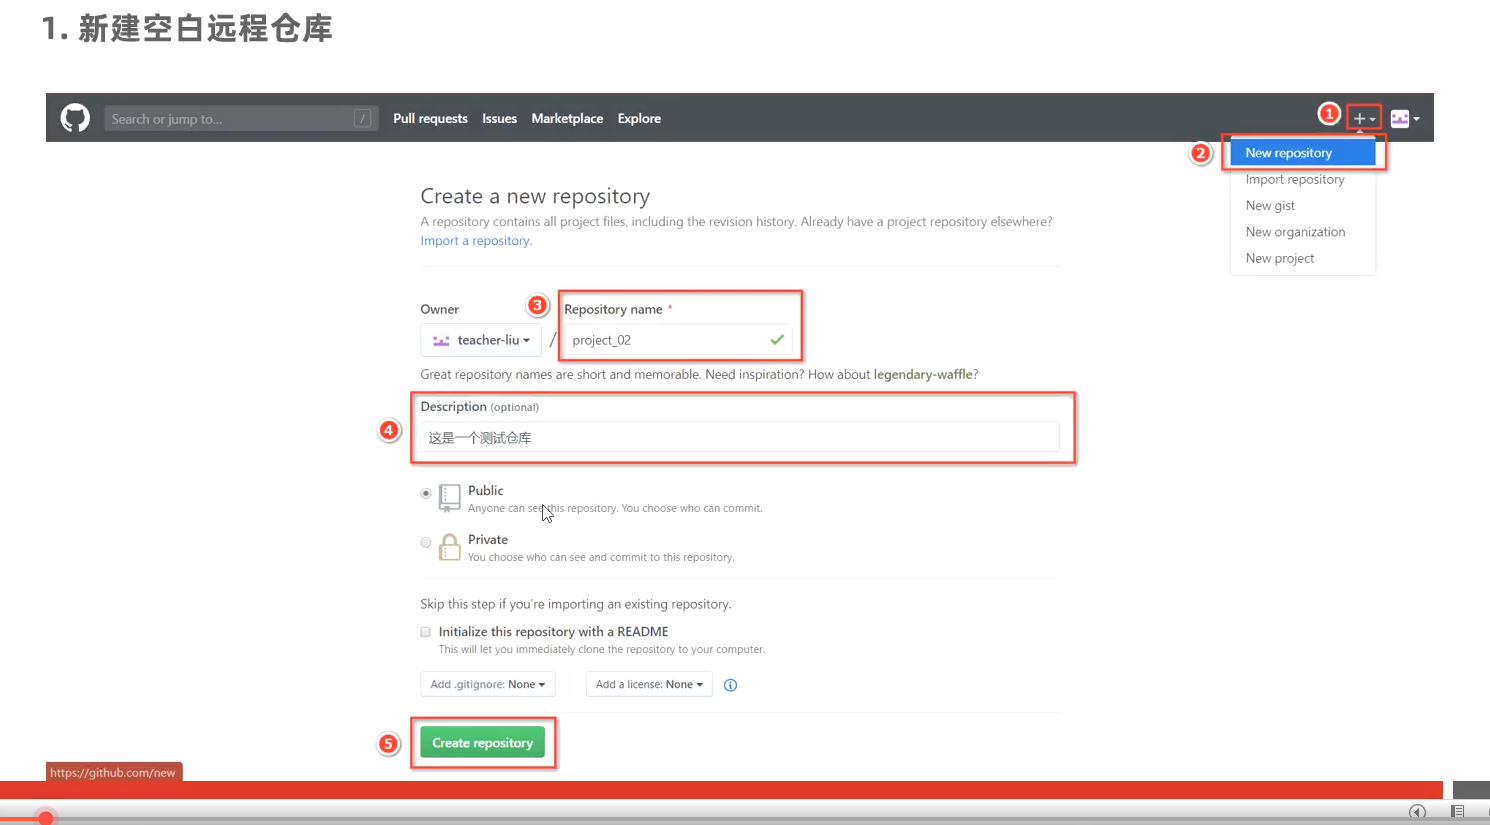 1. 新建空白远程仓库
Search or jump to... /
Pull requests Issues Marketplace Explore
1
2
New repository
Import repository
New gist
New organization
New project
Create a new repository
A repository contains all project files, including the revision history. Already have a project repository elsewhere?
Import a repository.
Owner
3
Repository name *
teacher-liu / project_02
Great repository names are short and memorable. Need inspiration? How about legendary-waffle?
4
Description (optional)
这是一个测试仓库
Public
Anyone can see this repository. You choose who can commit.
Private
You choose who can see and commit to this repository.
Skip this step if you're importing an existing repository.
Initialize this repository with a README
This will let you immediately clone the repository to your computer.
Add .gitignore: None Add a license: None
5
Create repository
https://github.com/new